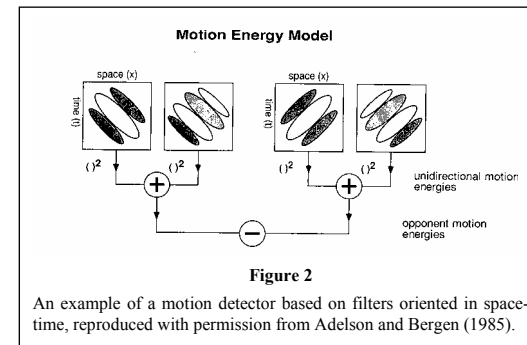 Motion Energy Model
space (x)
space (x)
time (t)
time (t)
( )²
( )²
( )²
( )²
+
+
unidirectional motion
energies
opponent motion
energies
−
Figure 2
An example of a motion detector based on filters oriented in space-
time, reproduced with permission from Adelson and Bergen (1985).